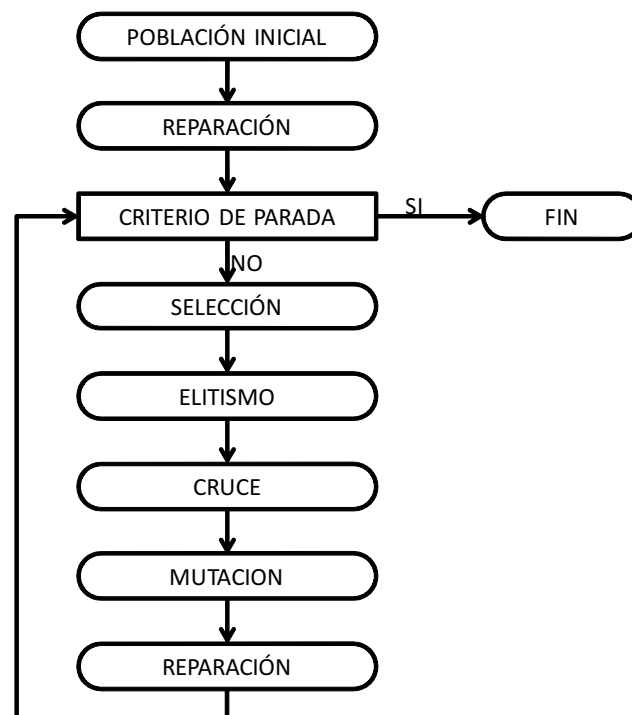 POBLACIÓN INICIAL
REPARACIÓN
CRITERIO DE PARADA
SI
FIN
NO
SELECCIÓN
ELITISMO
CRUCE
MUTACION
REPARACIÓN